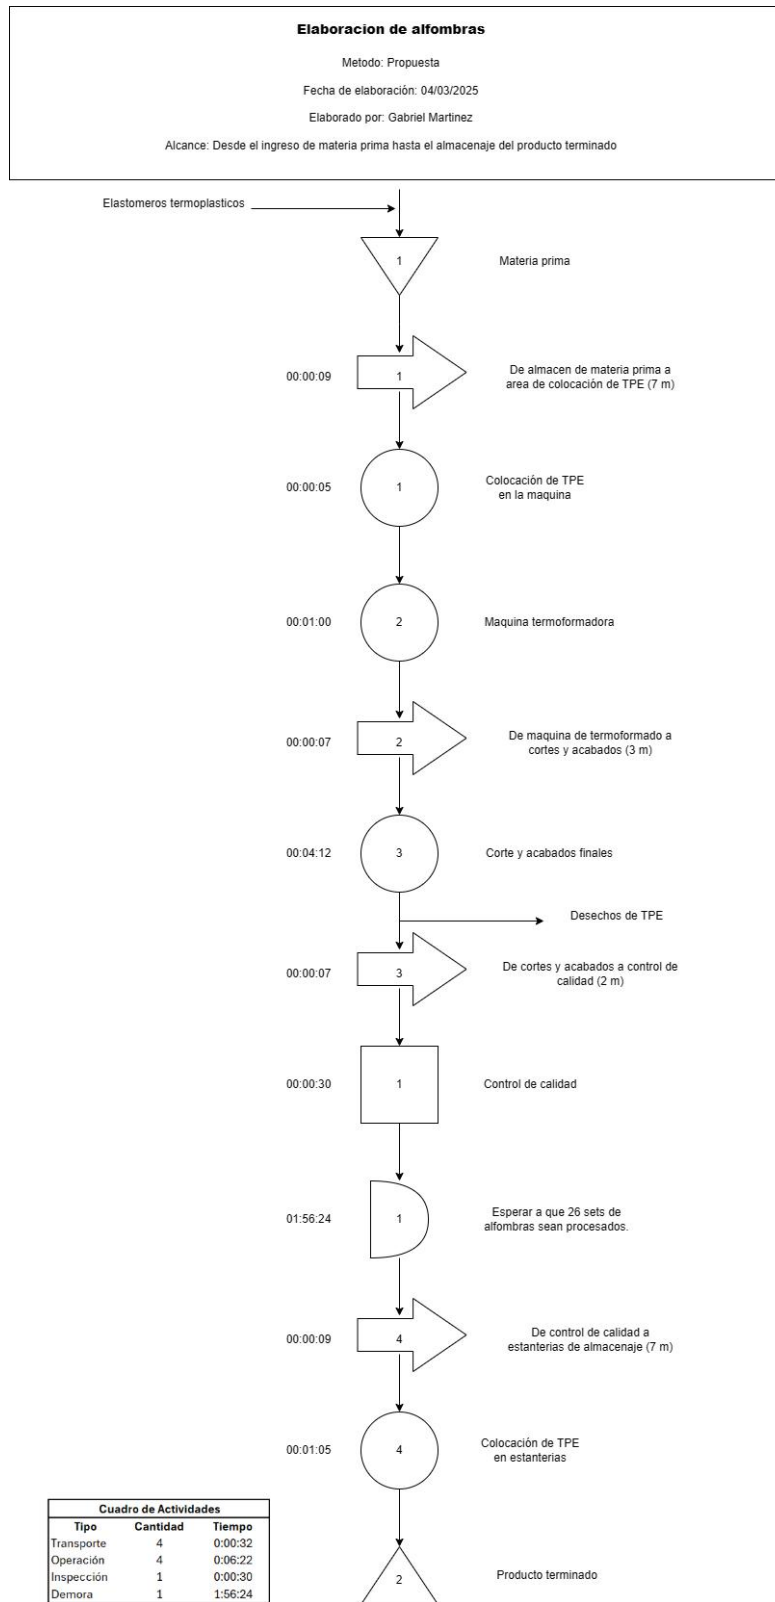 Elaboracion de alfombras
Metodo: Propuesta
Fecha de elaboración: 04/03/2025
Elaborado por: Gabriel Martinez
Alcance: Desde el ingreso de materia prima hasta el almacenaje del producto terminado
Elastomeros termoplasticos
1
Materia prima
00:00:09
1
De almacen de materia prima a
area de colocación de TPE (7 m)
00:00:05
1
Colocación de TPE
en la maquina
00:01:00
2
Maquina termoformadora
00:00:07
2
De maquina de termoformado a
cortes y acabados (3 m)
00:04:12
3
Corte y acabados finales
Desechos de TPE
00:00:07
3
De cortes y acabados a control de
calidad (2 m)
00:00:30
1
Control de calidad
01:56:24
1
Esperar a que 26 sets de
alfombras sean procesados.
00:00:09
4
De control de calidad a
estanterias de almacenaje (7 m)
00:01:05
4
Colocación de TPE
en estanterias
2
Producto terminado
Cuadro de Actividades
Tipo Cantidad Tiempo
Transporte 4 0:00:32
Operación 4 0:06:22
Inspección 1 0:00:30
Demora 1 1:56:24